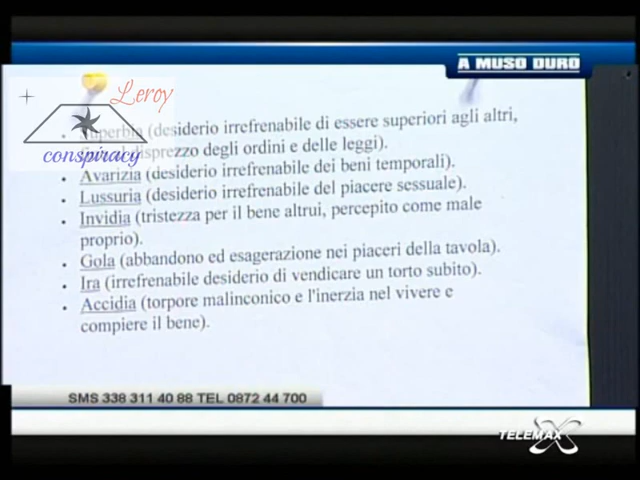 A MUSO DURO
Leroy
conspiracy
Superbia (desiderio irrefrenabile di essere superiori agli altri,
disprezzo degli ordini e delle leggi).
Avarizia (desiderio irrefrenabile dei beni temporali).
Lussuria (desiderio irrefrenabile del piacere sessuale).
Invidia (tristezza per il bene altrui, percepito come male
proprio).
Gola (abbandono ed esagerazione nei piaceri della tavola).
Ira (irrefrenabile desiderio di vendicare un torto subito).
Accidia (torpore malinconico e l'inerzia nel vivere e
compiere il bene).
SMS 338 311 40 88 TEL 0872 44 700
TELEMAX